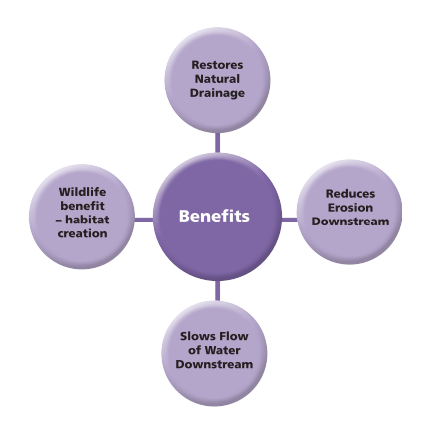 Restores
Natural
Drainage
Wildlife
benefit
– habitat
creation
Benefits
Reduces
Erosion
Downstream
Slows Flow
of Water
Downstream